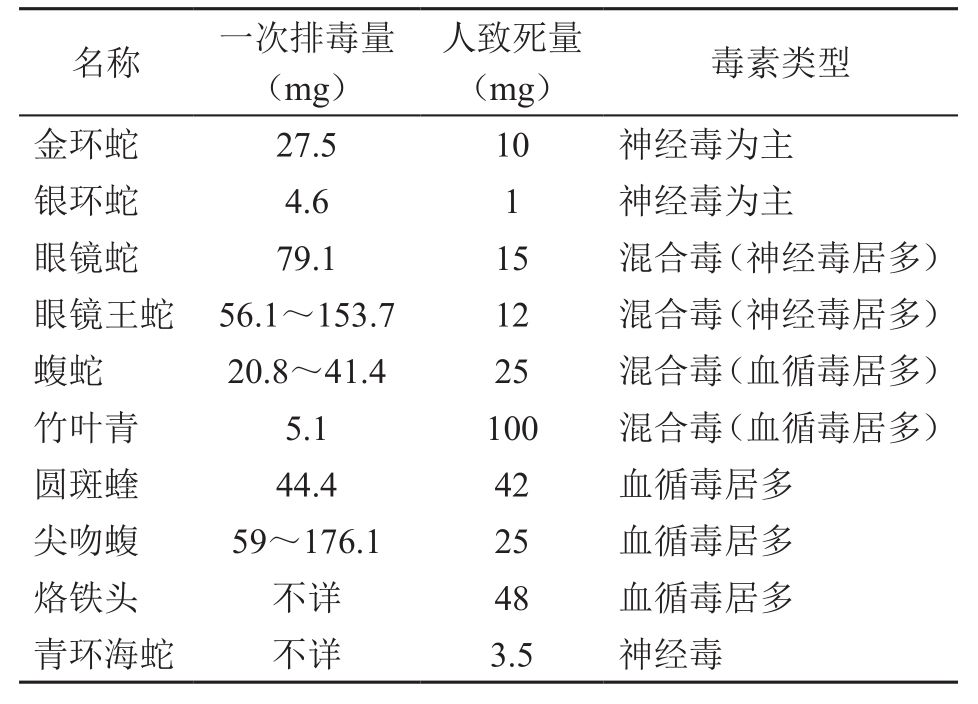 名称 一次排毒量（mg） 人致死量（mg） 毒素类型
金环蛇 27.5 10 神经毒为主
银环蛇 4.6 1 神经毒为主
眼镜蛇 79.1 15 混合毒（神经毒居多）
眼镜王蛇 56.1～153.7 12 混合毒（神经毒居多）
蝮蛇 20.8～41.4 25 混合毒（血循毒居多）
竹叶青 5.1 100 混合毒（血循毒居多）
圆斑蝰 44.4 42 血循毒居多
尖吻蝮 59～176.1 25 血循毒居多
烙铁头 不详 48 血循毒居多
青环海蛇 不详 3.5 神经毒